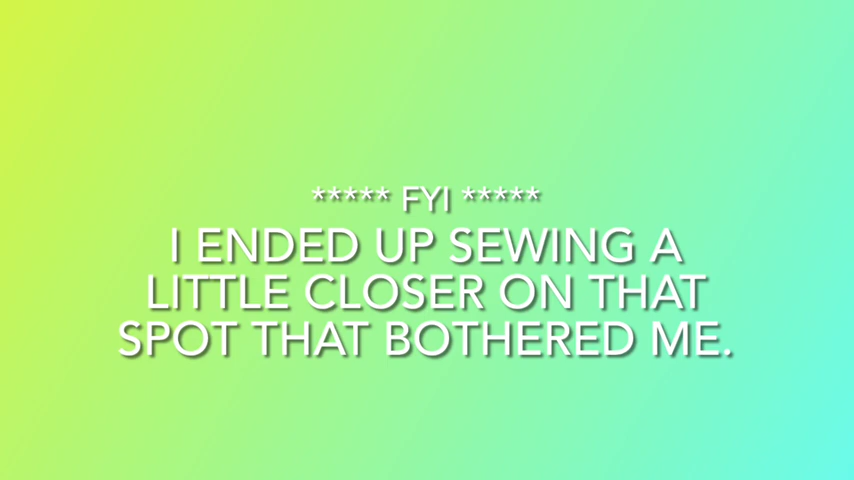 ***** FYI *****
I ENDED UP SEWING A
LITTLE CLOSER ON THAT
SPOT THAT BOTHERED ME.